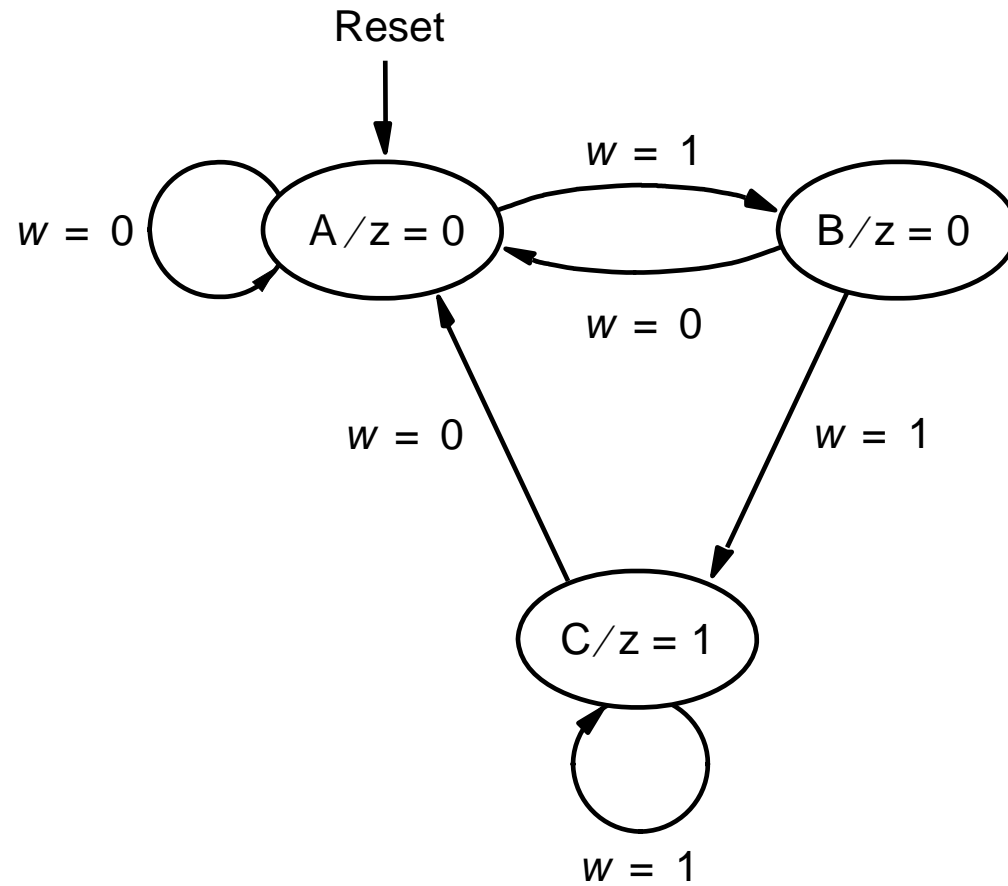 Reset
w = 1
w = 0
A/z = 0
B/z = 0
w = 0
w = 0
w = 1
C/z = 1
w = 1